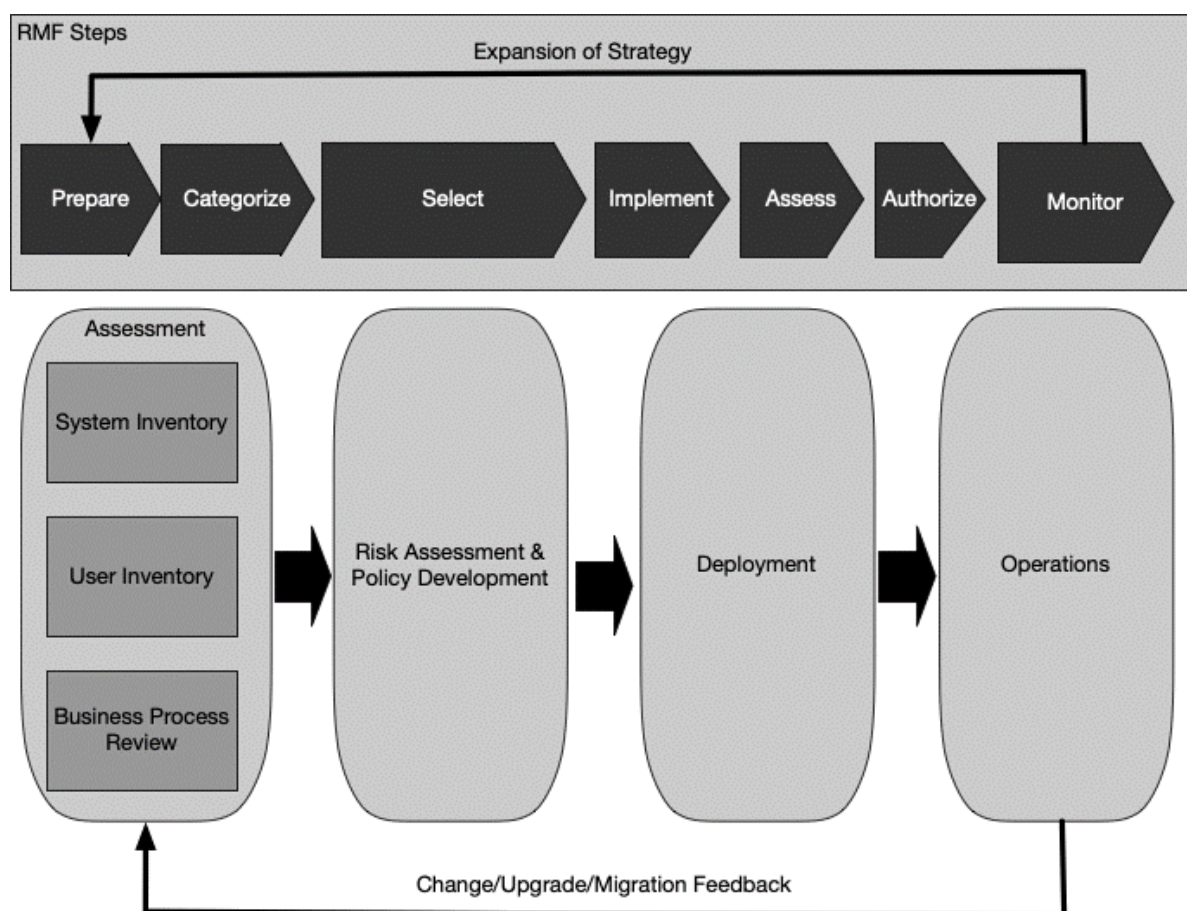 RMF Steps
Expansion of Strategy
Prepare
Categorize
Select
Implement
Assess
Authorize
Monitor
Assessment
System Inventory
User Inventory
Business Process
Review
Risk Assessment &
Policy Development
Deployment
Operations
Change/Upgrade/Migration Feedback